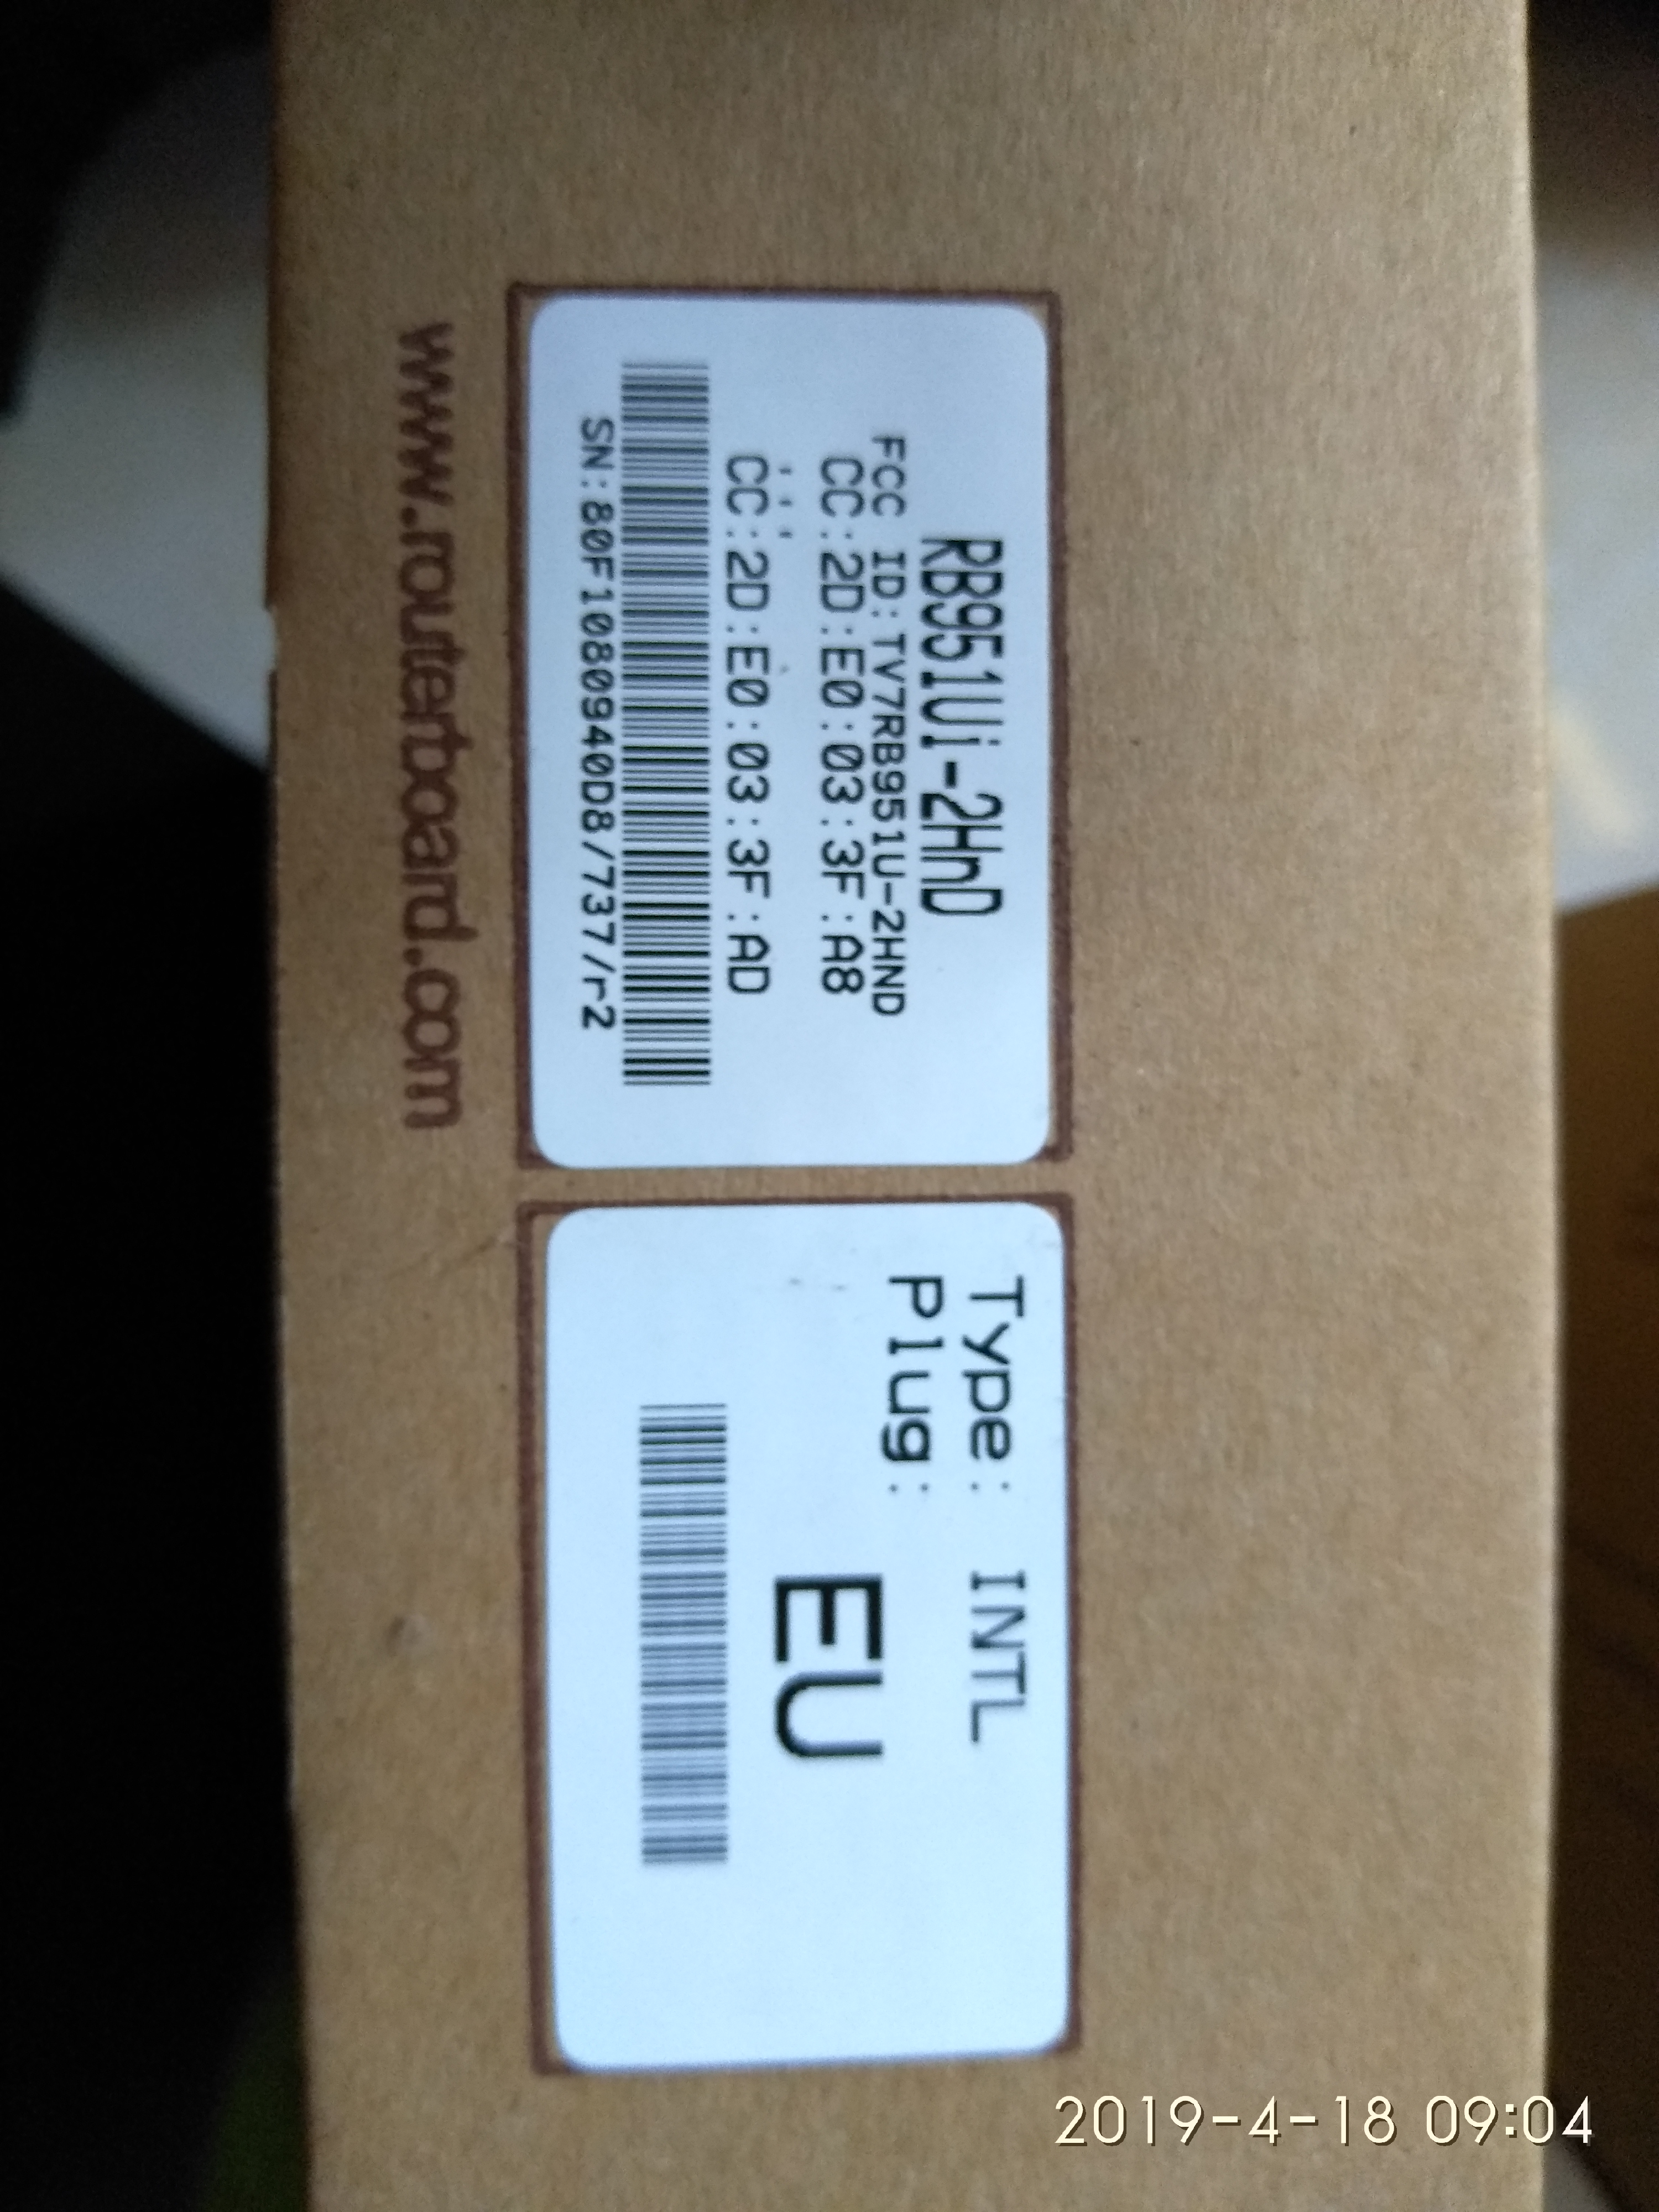 RB951Ui-2HnD
FCC ID:TV7RB951U-2HND
CC:2D:E0:03:3F:A8
...
CC:2D:E0:03:3F:AD
SN:80F1080940D8/737/r2
Type: INTL
Plug:
EU
www.routerboard.com
2019-4-18 09:04